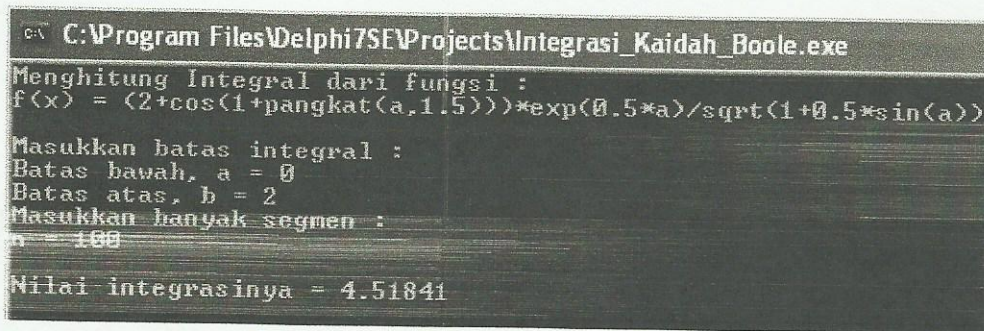 C:\Program Files\Delphi7SE\Projects\Integrasi_Kaidah_Boole.exe
Menghitung Integral dari fungsi :
f(x) = (2+cos(1+pangkat(a,1.5)))*exp(0.5*a)/sqrt(1+0.5*sin(a))
Masukkan batas integral :
Batas bawah, a = 0
Batas atas, b = 2
Masukkan banyak segmen :
n = 100
Nilai integrasinya = 4.51841